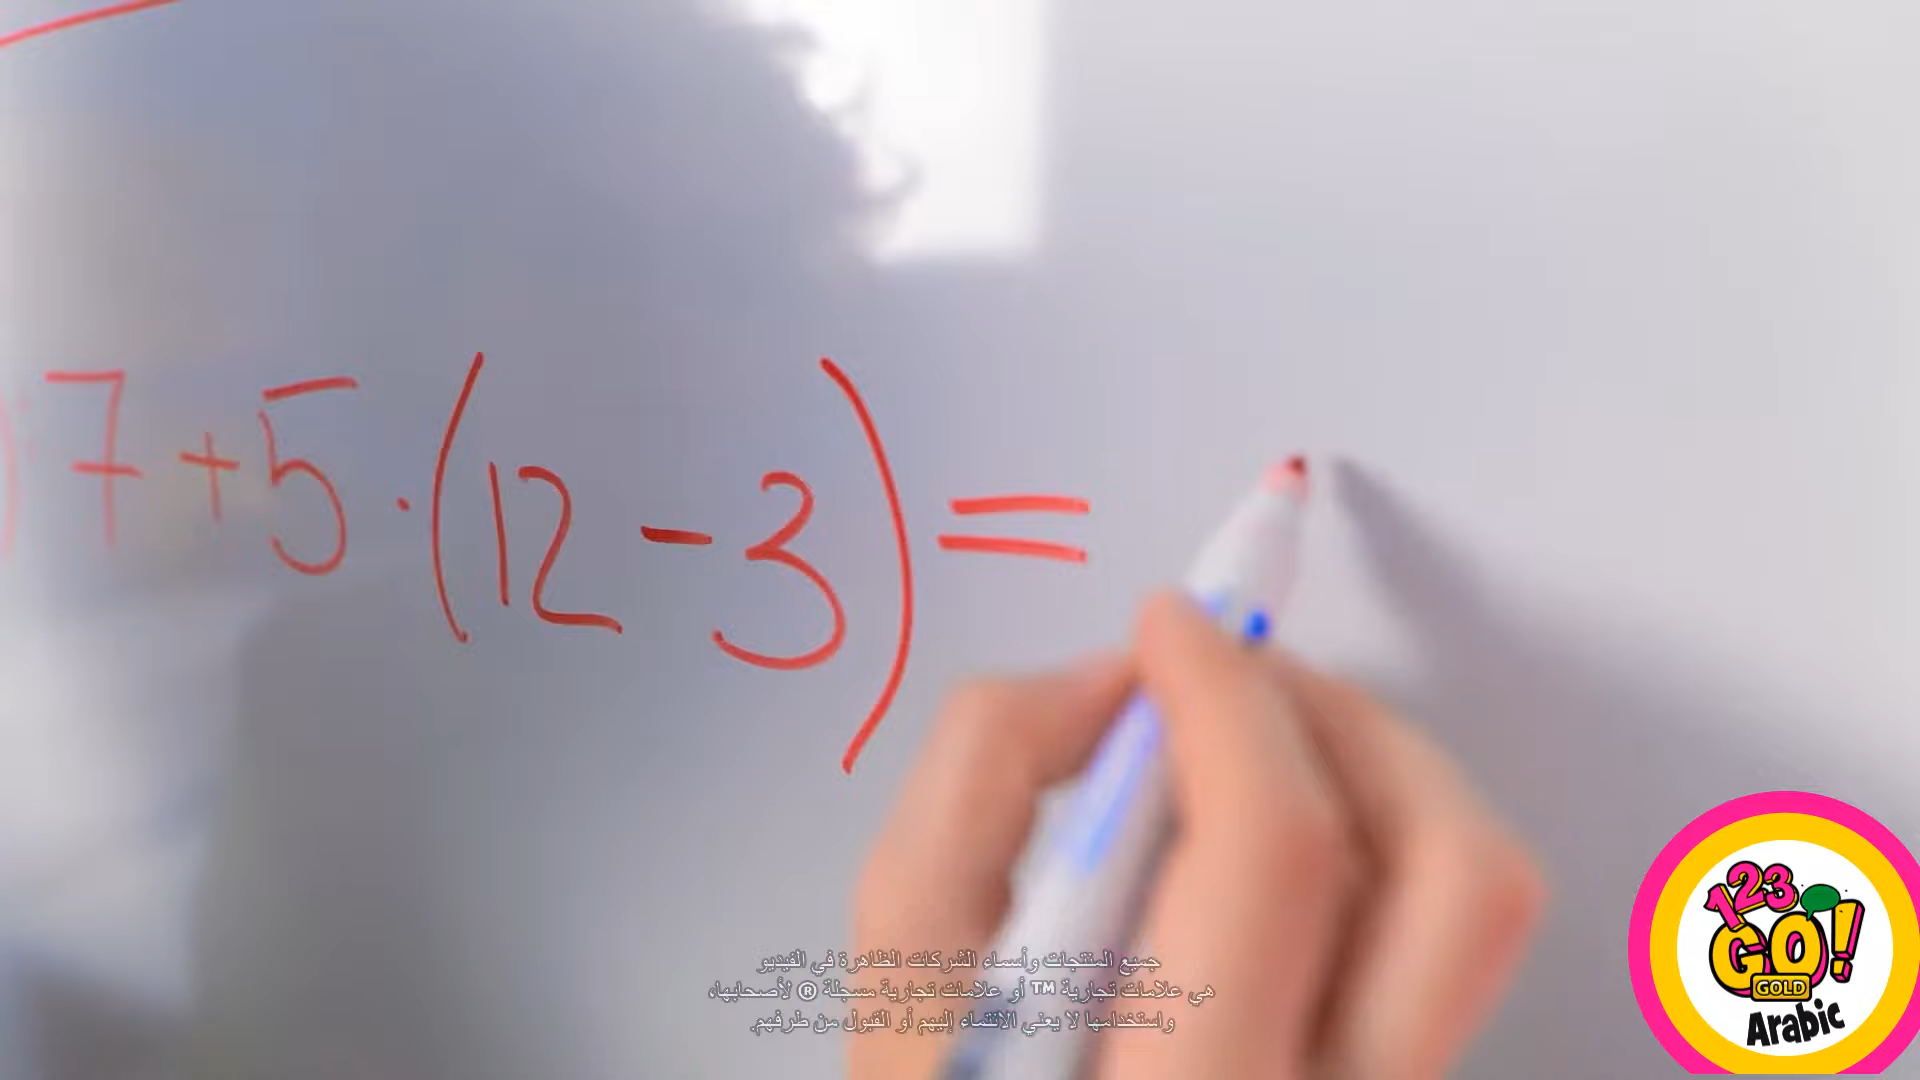 ) : 7 + 5 · (12 - 3) =
جميع المنتجات وأسماء الشركات الظاهرة في الفيديو
هي علامات تجارية ™ أو علامات تجارية مسجلة ® لأصحابها،
واستخدامها لا يعني الانتماء إليهم أو القبول من طرفهم.
123
GO!
GOLD
Arabic